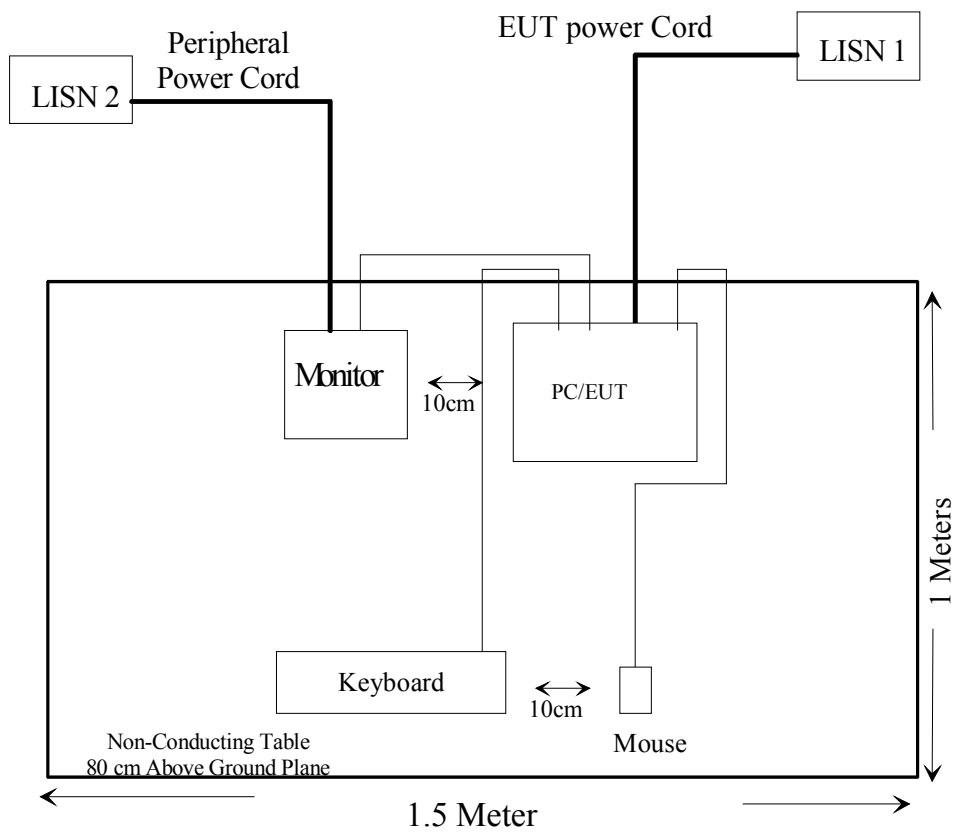 Peripheral
Power Cord
EUT power Cord
LISN 1
LISN 2
Monitor
10cm
PC/EUT
1 Meters
Keyboard
10cm
Mouse
Non-Conducting Table
80 cm Above Ground Plane
1.5 Meter